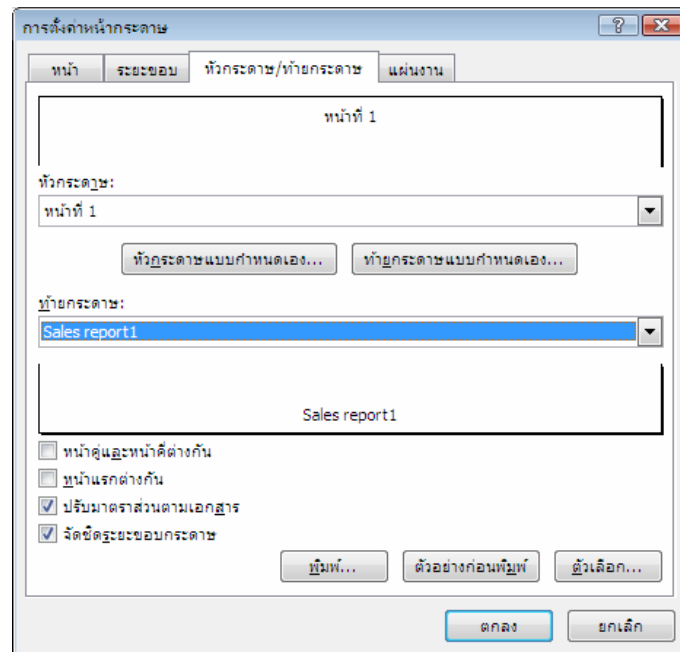 การตั้งค่าหน้ากระดาษ
หน้า ระยะขอบ หัวกระดาษ/ท้ายกระดาษ แผ่นงาน
หน้าที่ 1
หัวกระดาษ:
หน้าที่ 1
หัวกระดาษแบบกำหนดเอง... ท้ายกระดาษแบบกำหนดเอง...
ท้ายกระดาษ:
Sales report1
Sales report1
หน้าคู่และหน้าคี่ต่างกัน
หน้าแรกต่างกัน
ปรับมาตราส่วนตามเอกสาร
จัดชิดระยะขอบกระดาษ
พิมพ์... ตัวอย่างก่อนพิมพ์ ตัวเลือก...
ตกลง ยกเลิก